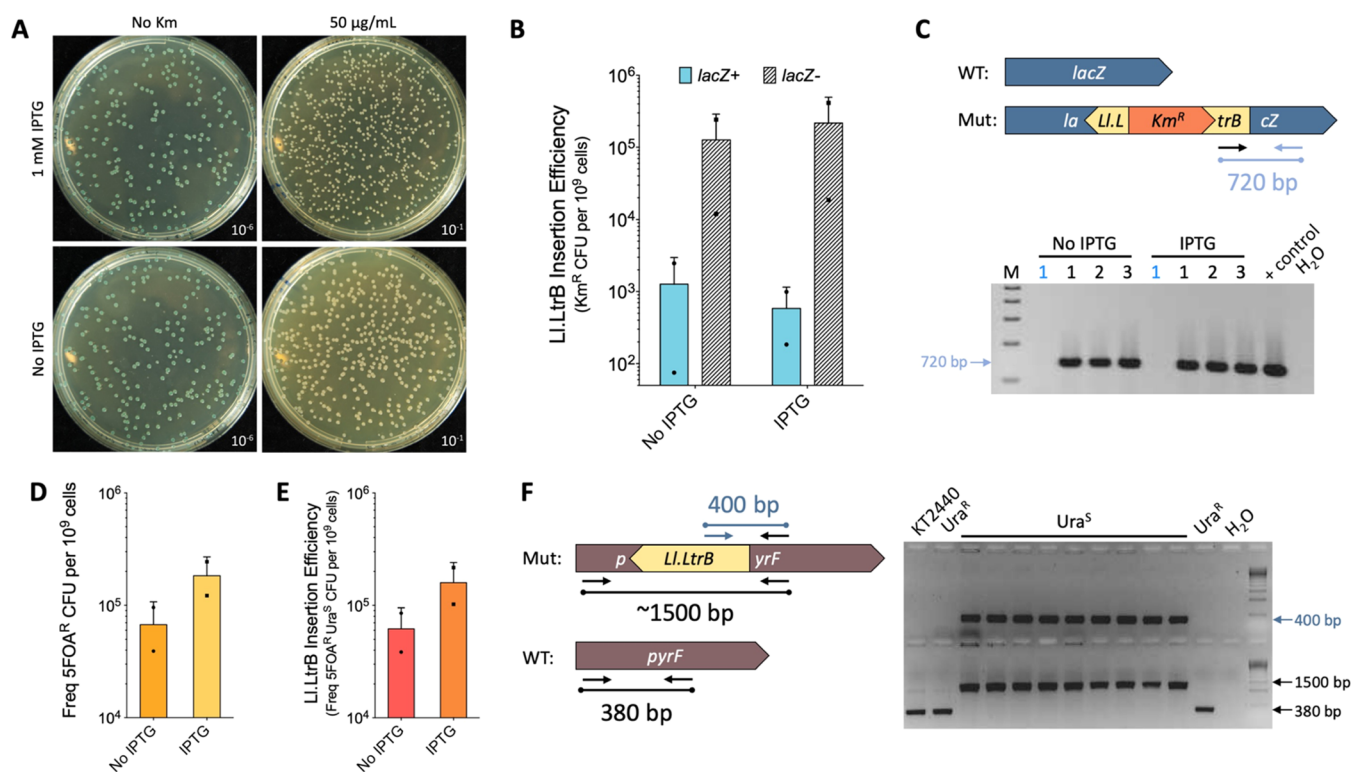 A
No Km
50 µg/mL
1 mM IPTG
10-6
10-1
No IPTG
10-6
10-1
B
lacZ+
lacZ-
Ll.LtrB Insertion Efficiency
(KmR CFU per 109 cells)
106
105
104
103
102
No IPTG
IPTG
C
WT:
lacZ
Mut:
la
Ll.L
KmR
trB
cZ
720 bp
No IPTG
IPTG
M
1
1
2
3
1
1
2
3
+ control
H2O
720 bp
D
Freq 5FOAR CFU per 109 cells
106
105
104
No IPTG
IPTG
E
Ll.LtrB Insertion Efficiency
(Freq 5FOAR UraS CFU per 109 cells)
106
105
104
No IPTG
IPTG
F
400 bp
Mut:
p
Ll.LtrB
yrF
~1500 bp
WT:
pyrF
380 bp
KT2440
UraR
UraS
UraR
H2O
400 bp
1500 bp
380 bp